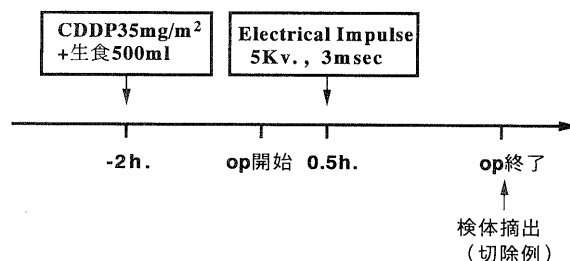 CDDP35mg/m²
+生食500ml
Electrical Impulse
5Kv., 3msec
-2h.
op開始
0.5h.
op終了
検体摘出
（切除例）